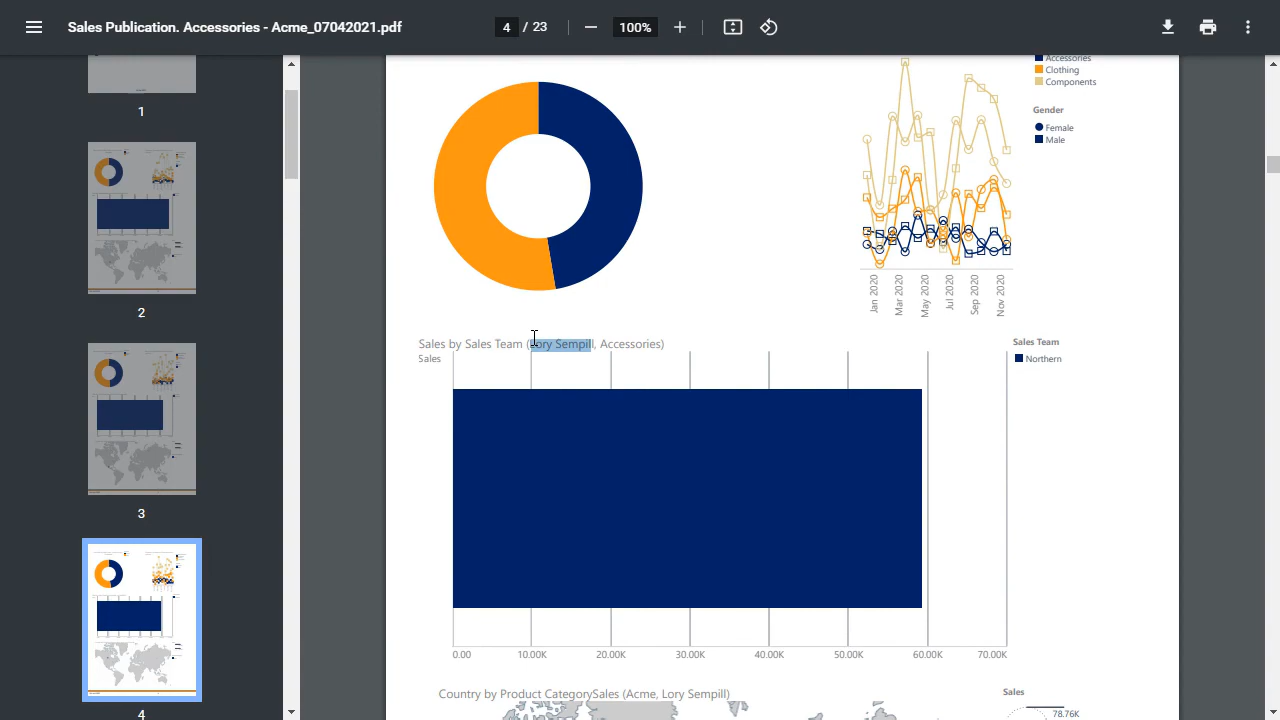 Sales Publication. Accessories - Acme_07042021.pdf
4 / 23
100%
1
2
3
4
Accessories
Clothing
Components
Gender
Female
Male
Jan 2020
Mar 2020
May 2020
Jul 2020
Sep 2020
Nov 2020
Sales by Sales Team (Lory Sempill, Accessories)
Sales
Sales Team
Northern
0.00 10.00K 20.00K 30.00K 40.00K 50.00K 60.00K 70.00K
Country by Product CategorySales (Acme, Lory Sempill)
Sales
78.76K